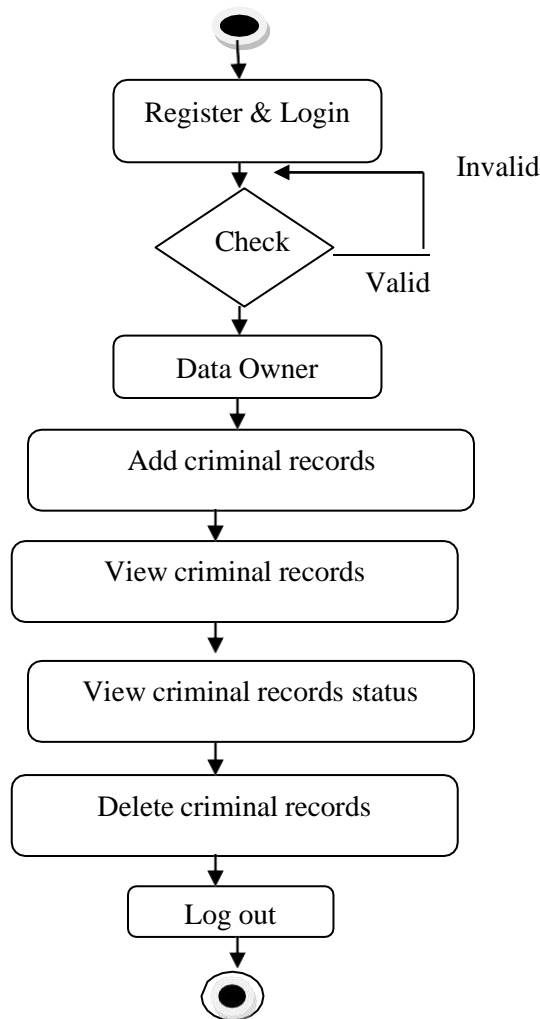 Register & Login
Invalid
Check
Valid
Data Owner
Add criminal records
View criminal records
View criminal records status
Delete criminal records
Log out